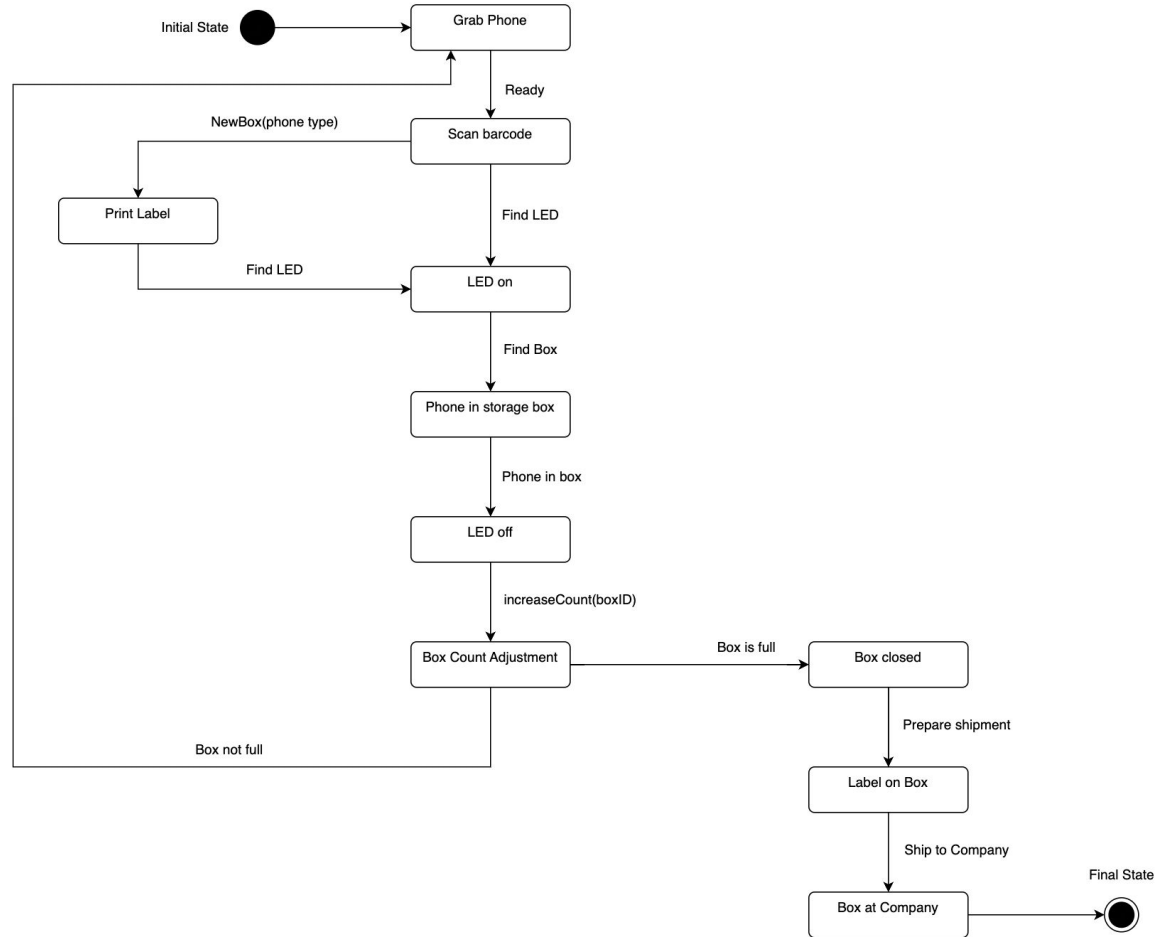 Initial State
Grab Phone
Ready
NewBox(phone type)
Scan barcode
Print Label
Find LED
Find LED
LED on
Find Box
Phone in storage box
Phone in box
LED off
increaseCount(boxID)
Box Count Adjustment
Box is full
Box closed
Box not full
Prepare shipment
Label on Box
Ship to Company
Final State
Box at Company